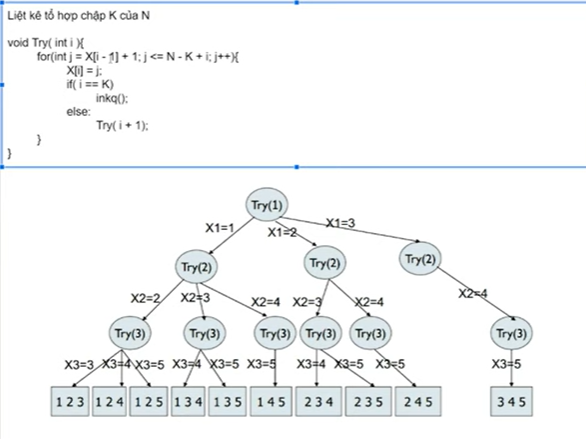 Liệt kê tổ hợp chập K của N
void Try( int i ){
for(int j = X[i - 1] + 1; j <= N - K + i; j++){
X[i] = j;
if( i == K)
inkq();
else:
Try( i + 1);
}
}
Try(1)
X1=1 X1=2 X1=3
Try(2) Try(2) Try(2)
X2=2 X2=3 X2=4 X2=3 X2=4 X2=4
Try(3) Try(3) Try(3) Try(3) Try(3) Try(3)
X3=3 X3=4 X3=5 X3=4 X3=5 X3=5 X3=4 X3=5 X3=5 X3=5
1 2 3 1 2 4 1 2 5 1 3 4 1 3 5 1 4 5 2 3 4 2 3 5 2 4 5 3 4 5